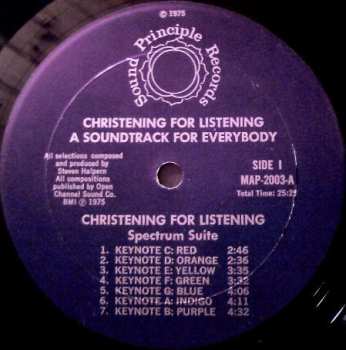 © 1975
Sound Principle Records
CHRISTENING FOR LISTENING
A SOUNDTRACK FOR EVERYBODY
All selections composed
and produced by
Steven Halpern
All compositions
published by Open
Channel Sound Co.
BMI ℗ 1975
SIDE I
MAP-2003-A
Total Time: 25:25
CHRISTENING FOR LISTENING
Spectrum Suite
1. KEYNOTE C: RED 2:46
2. KEYNOTE D: ORANGE 2:36
3. KEYNOTE E: YELLOW 3:35
4. KEYNOTE F: GREEN 3:32
5. KEYNOTE G: BLUE 4:06
6. KEYNOTE A: INDIGO 4:11
7. KEYNOTE B: PURPLE 4:32